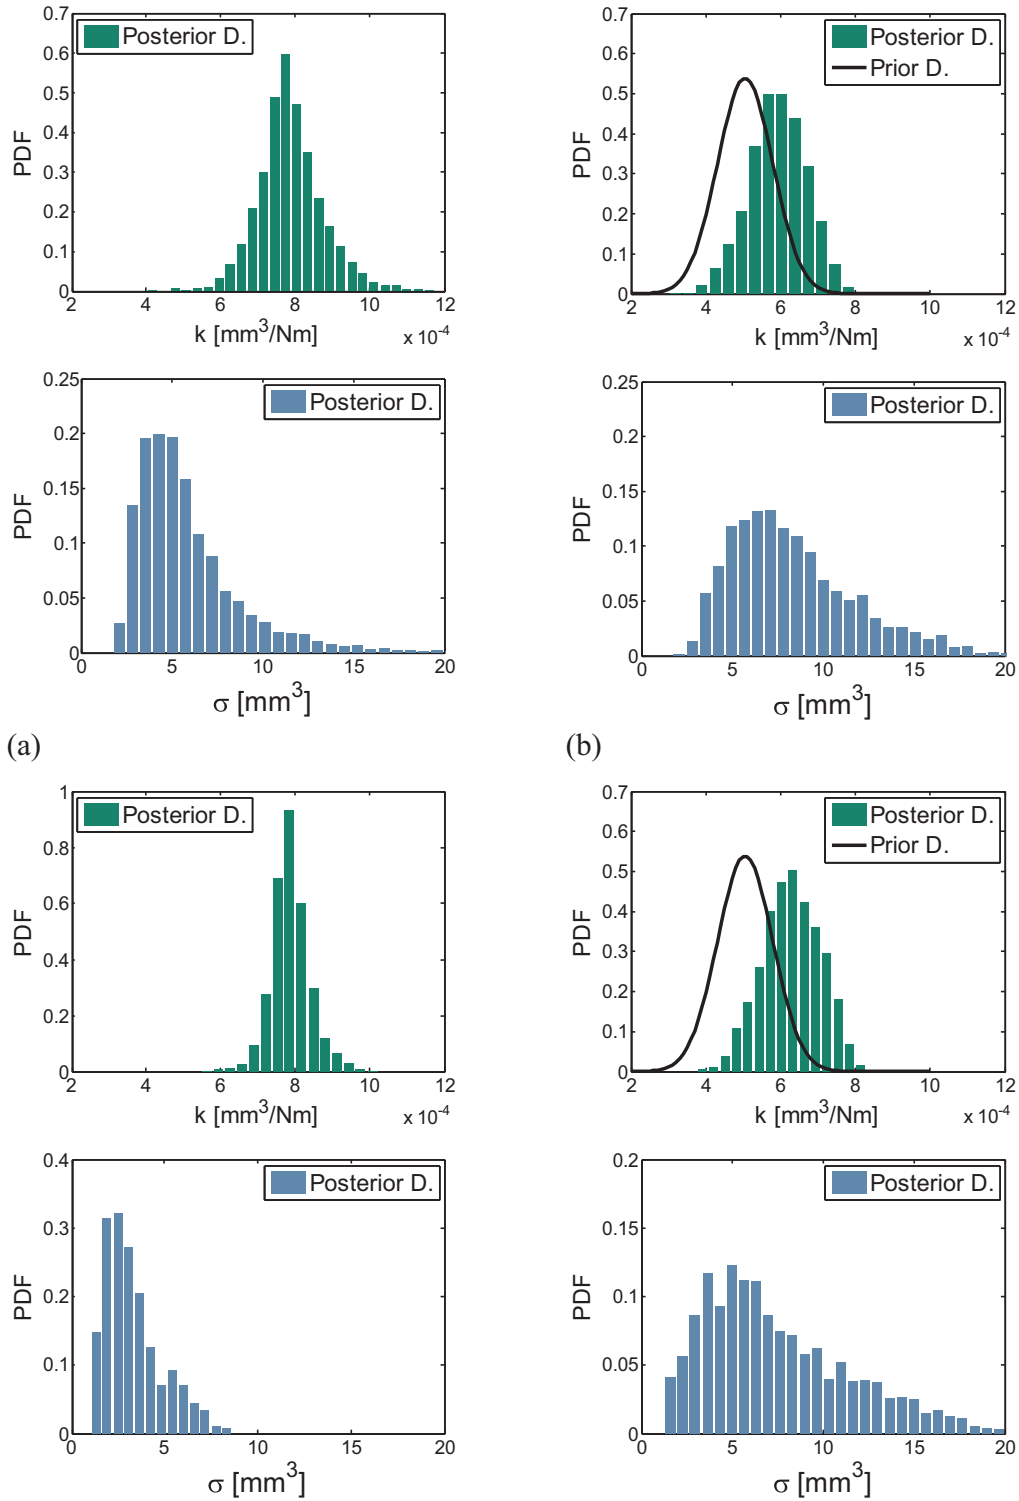 0.7
0.6
0.5
0.4
0.3
0.2
0.1
0
PDF
Posterior D.
2 4 6 8 10 12
k [mm³/Nm]
x 10⁻⁴
0.7
0.6
0.5
0.4
0.3
0.2
0.1
0
PDF
Posterior D.
Prior D.
2 4 6 8 10 12
k [mm³/Nm]
x 10⁻⁴
0.25
0.2
0.15
0.1
0.05
0
PDF
Posterior D.
0 5 10 15 20
σ [mm³]
0.25
0.2
0.15
0.1
0.05
0
PDF
Posterior D.
0 5 10 15 20
σ [mm³]
(a)
(b)
1
0.8
0.6
0.4
0.2
0
PDF
Posterior D.
2 4 6 8 10 12
k [mm³/Nm]
x 10⁻⁴
0.7
0.6
0.5
0.4
0.3
0.2
0.1
0
PDF
Posterior D.
Prior D.
2 4 6 8 10 12
k [mm³/Nm]
x 10⁻⁴
0.4
0.3
0.2
0.1
0
PDF
Posterior D.
0 5 10 15 20
σ [mm³]
0.2
0.15
0.1
0.05
0
PDF
Posterior D.
0 5 10 15 20
σ [mm³]